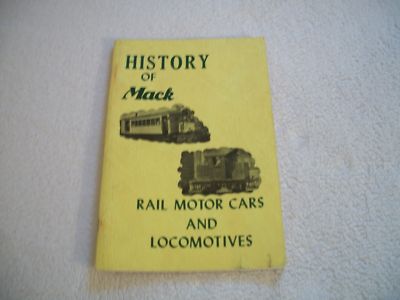 HISTORY
OF
Mack
RAIL MOTOR CARS
AND
LOCOMOTIVES